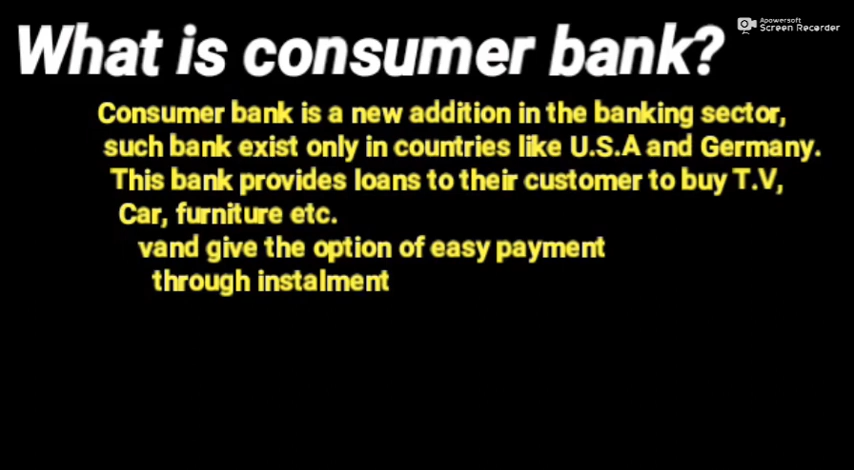 What is consumer bank?
Apowersoft
Screen Recorder
Consumer bank is a new addition in the banking sector,
such bank exist only in countries like U.S.A and Germany.
This bank provides loans to their customer to buy T.V,
Car, furniture etc.
vand give the option of easy payment
through instalment